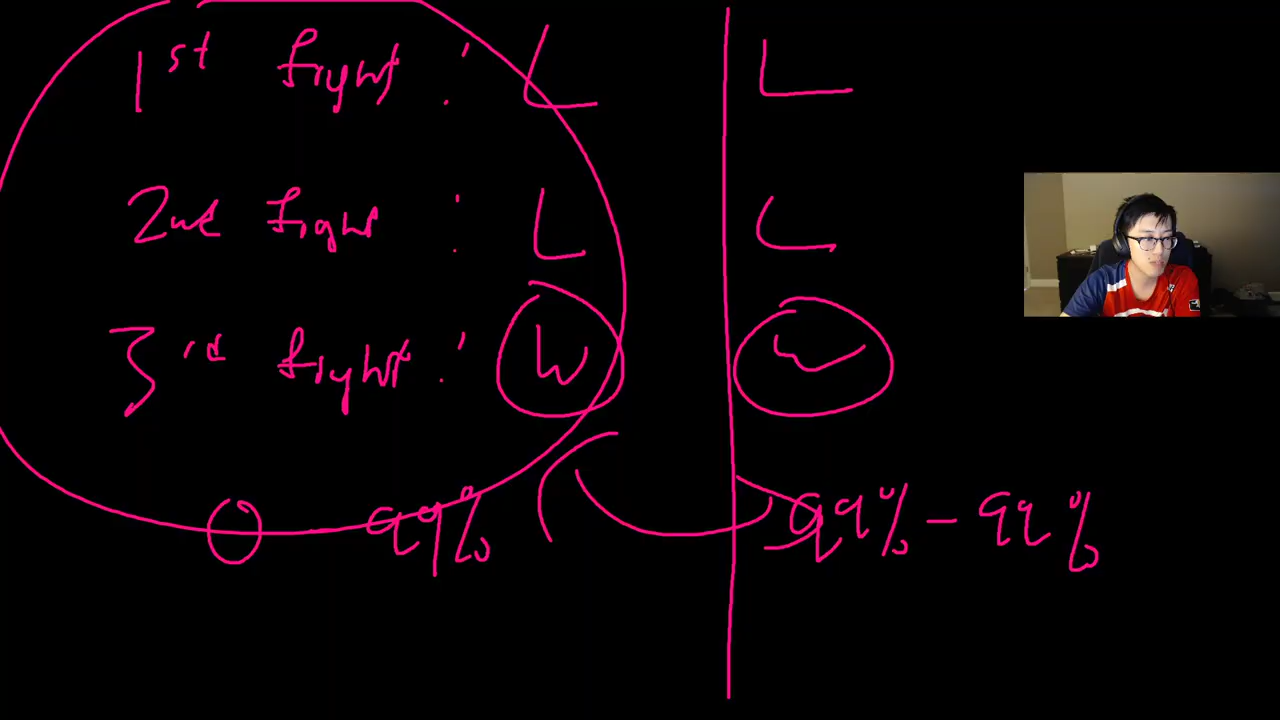 1st fight : L L
2nd fight : L L
3rd fight : W W
0 99% 99% - 99%